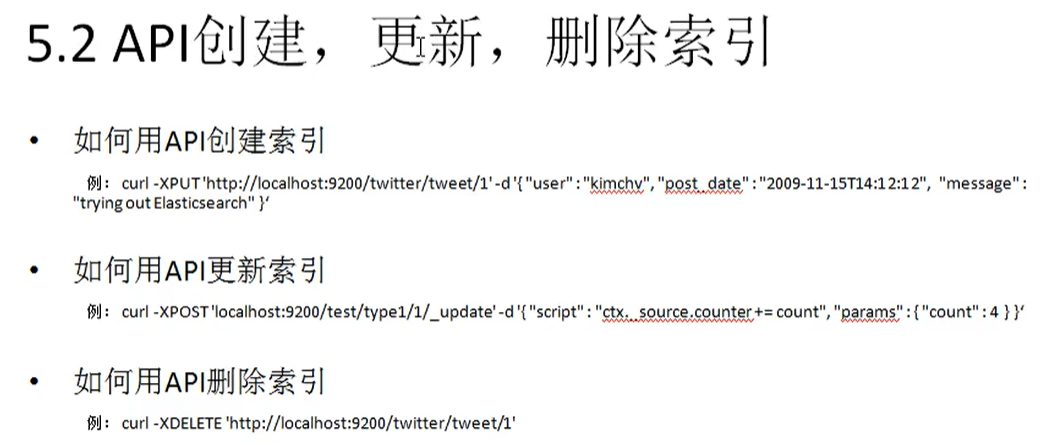 5.2 API创建，更新，删除索引
• 如何用API创建索引
例：curl -XPUT 'http://localhost:9200/twitter/tweet/1' -d '{ "user" : "kimchy", "post_date" : "2009-11-15T14:12:12", "message" :
"trying out Elasticsearch" }‘
• 如何用API更新索引
例：curl -XPOST 'localhost:9200/test/type1/1/_update' -d '{ "script" : "ctx._source.counter += count", "params" : { "count" : 4 } }‘
• 如何用API删除索引
例：curl -XDELETE 'http://localhost:9200/twitter/tweet/1'